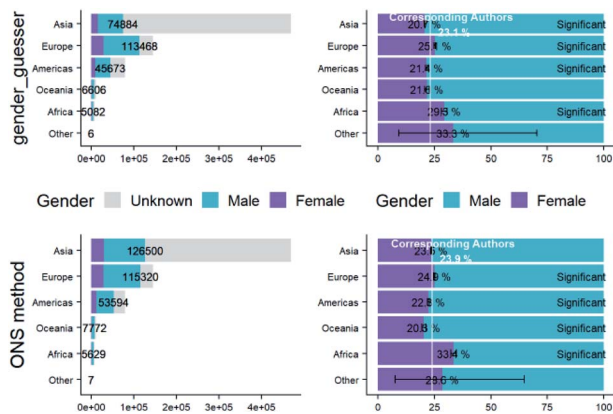 gender_guesser
Asia 74884
Europe 113468
Americas 45673
Oceania 6606
Africa 5082
Other 6
0e+00 1e+05 2e+05 3e+05 4e+05
Corresponding Authors
23.1 %
Asia Significant
Europe Significant
Americas Significant
Oceania Significant
Africa 29.3 % Significant
Other 33.3 %
0 25 50 75 100
Gender Unknown Male Female
Gender Male Female
ONS method
Asia 126500
Europe 115320
Americas 53594
Oceania 7772
Africa 5629
Other 7
0e+00 1e+05 2e+05 3e+05 4e+05
Corresponding Authors
23.9 %
Asia
Europe Significant
Americas Significant
Oceania Significant
Africa 33.4 % Significant
Other
0 25 50 75 100